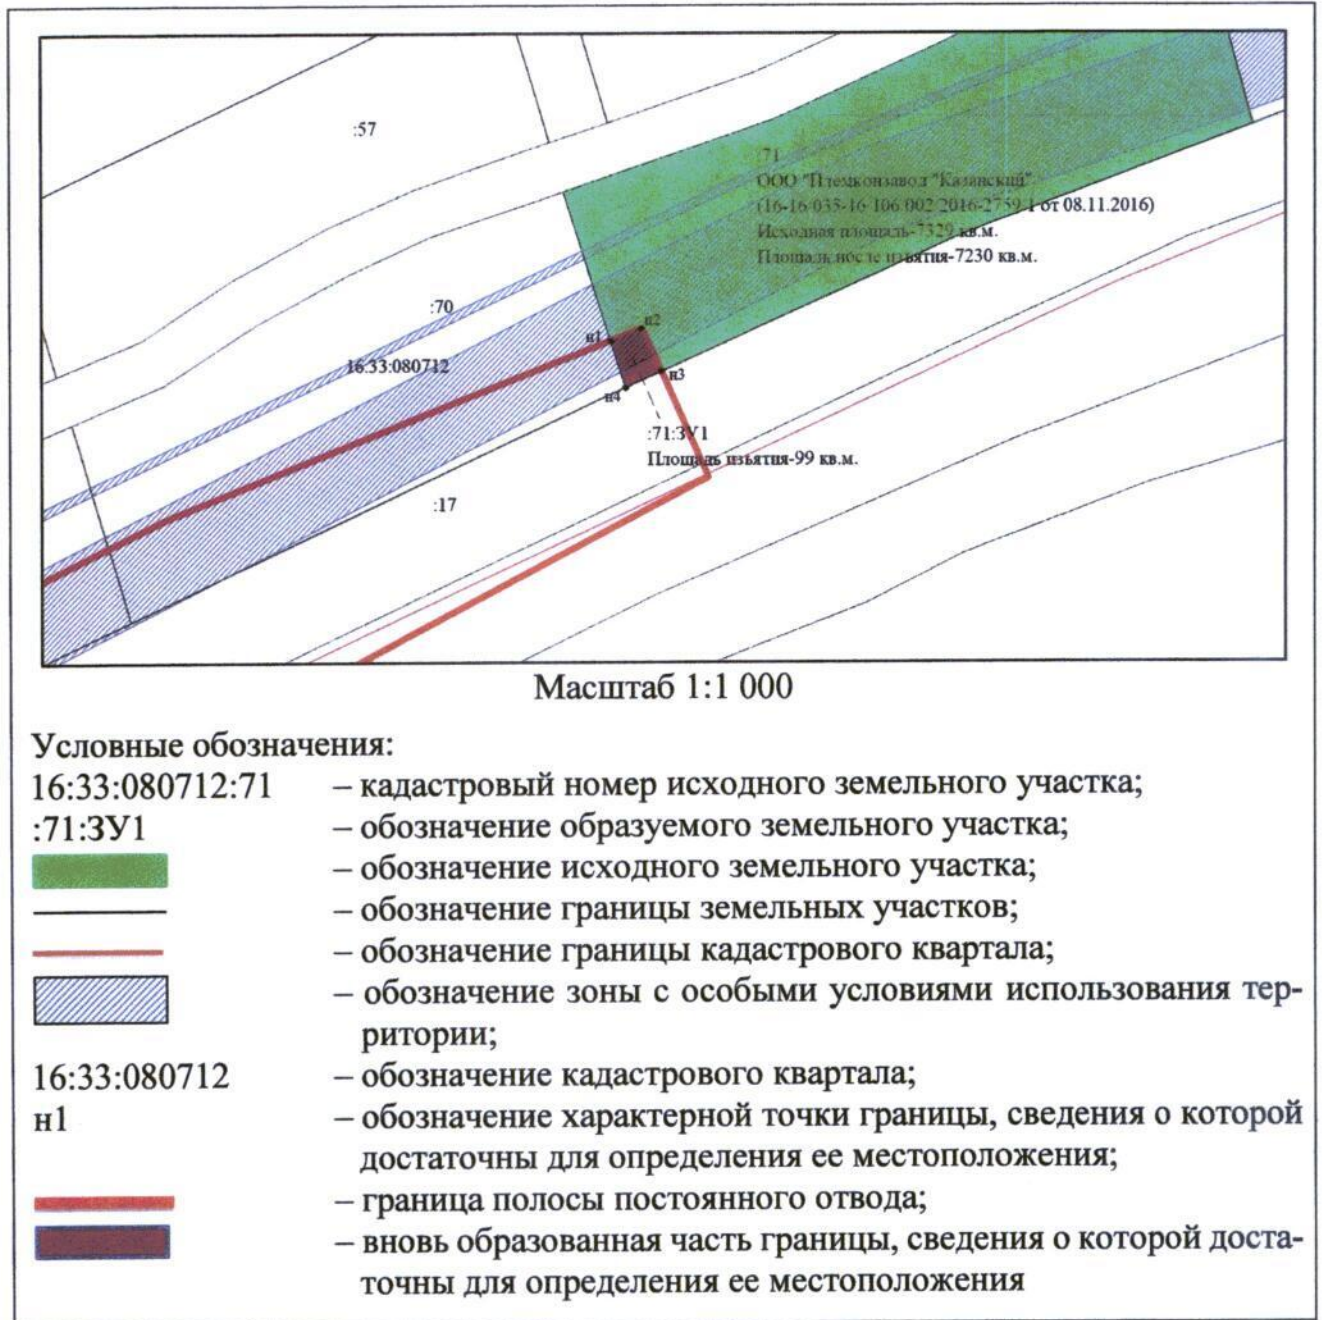 :57
:71
ООО "Племконзавод "Казанский"
(16-16 035-16 106 002 2016-2759 1 от 08.11.2016)
Исходная площадь-7329 кв.м.
Площадь после изъятия-7230 кв.м.
:70
н2
н1
16:33:080712
н3
н4
:71:ЗУ1
Площадь изъятия-99 кв.м.
:17
Масштаб 1:1 000
Условные обозначения:
16:33:080712:71 – кадастровый номер исходного земельного участка;
:71:ЗУ1 – обозначение образуемого земельного участка;
– обозначение исходного земельного участка;
– обозначение границы земельных участков;
– обозначение границы кадастрового квартала;
– обозначение зоны с особыми условиями использования тер-
ритории;
16:33:080712 – обозначение кадастрового квартала;
н1 – обозначение характерной точки границы, сведения о которой
достаточны для определения ее местоположения;
– граница полосы постоянного отвода;
– вновь образованная часть границы, сведения о которой доста-
точны для определения ее местоположения